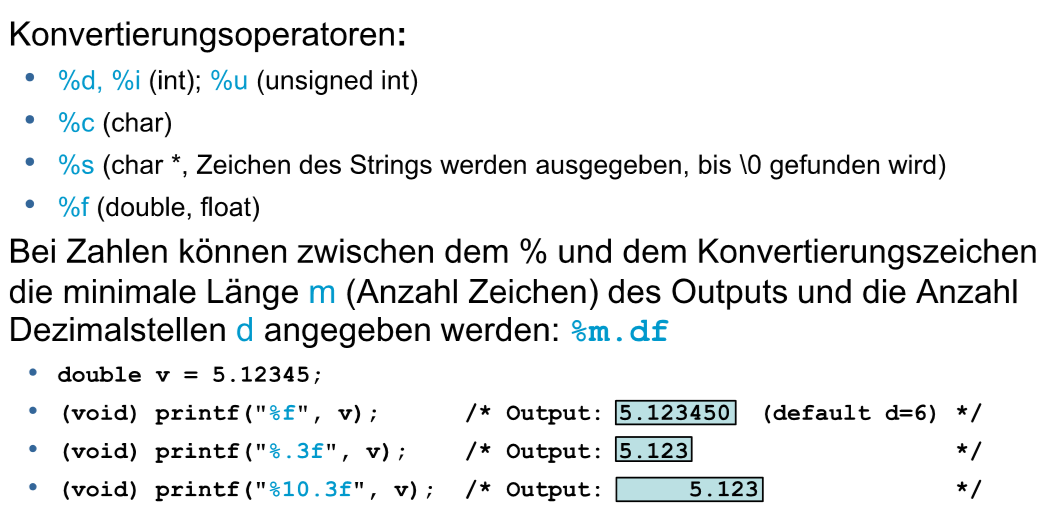 Konvertierungsoperatoren:
• %d, %i (int); %u (unsigned int)
• %c (char)
• %s (char *, Zeichen des Strings werden ausgegeben, bis \0 gefunden wird)
• %f (double, float)
Bei Zahlen können zwischen dem % und dem Konvertierungszeichen
die minimale Länge m (Anzahl Zeichen) des Outputs und die Anzahl
Dezimalstellen d angegeben werden: %m.df
• double v = 5.12345;
• (void) printf("%f", v); /* Output: 5.123450 (default d=6) */
• (void) printf("%.3f", v); /* Output: 5.123 */
• (void) printf("%10.3f", v); /* Output: 5.123 */